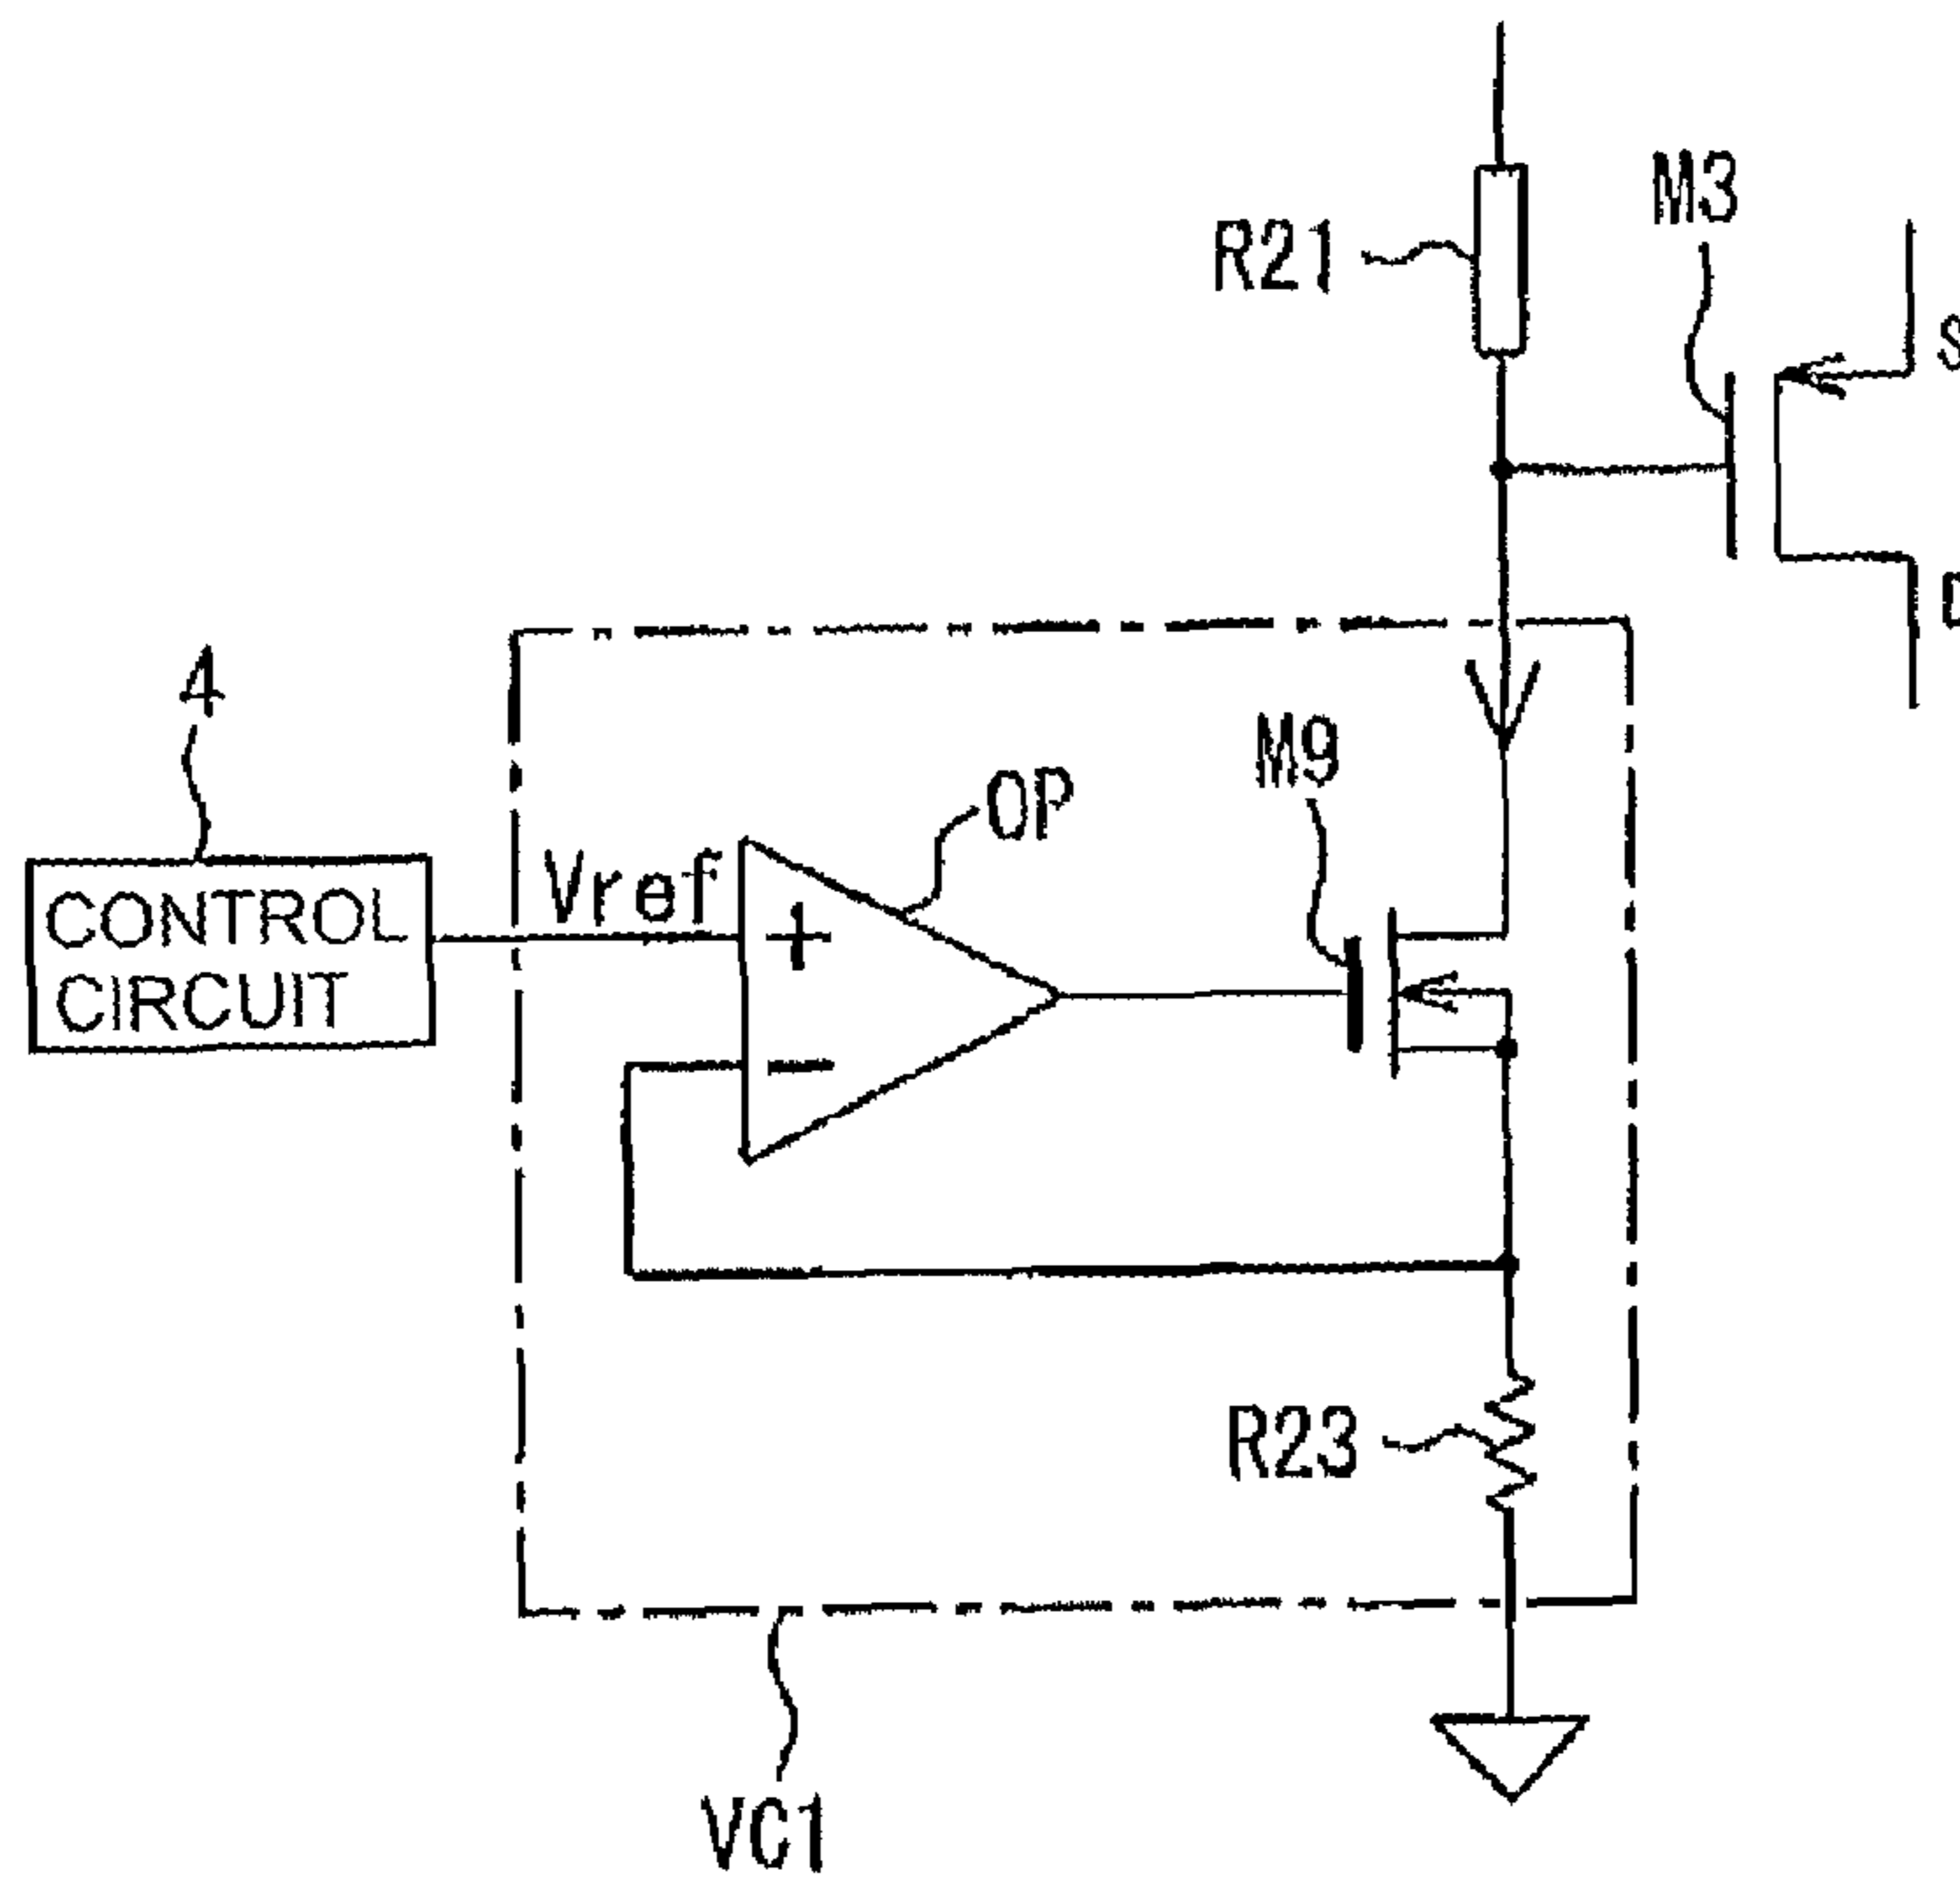 M3
R21
S
D
4
M9
OP
Vref
+
CONTROL
CIRCUIT
-
R23
VC1